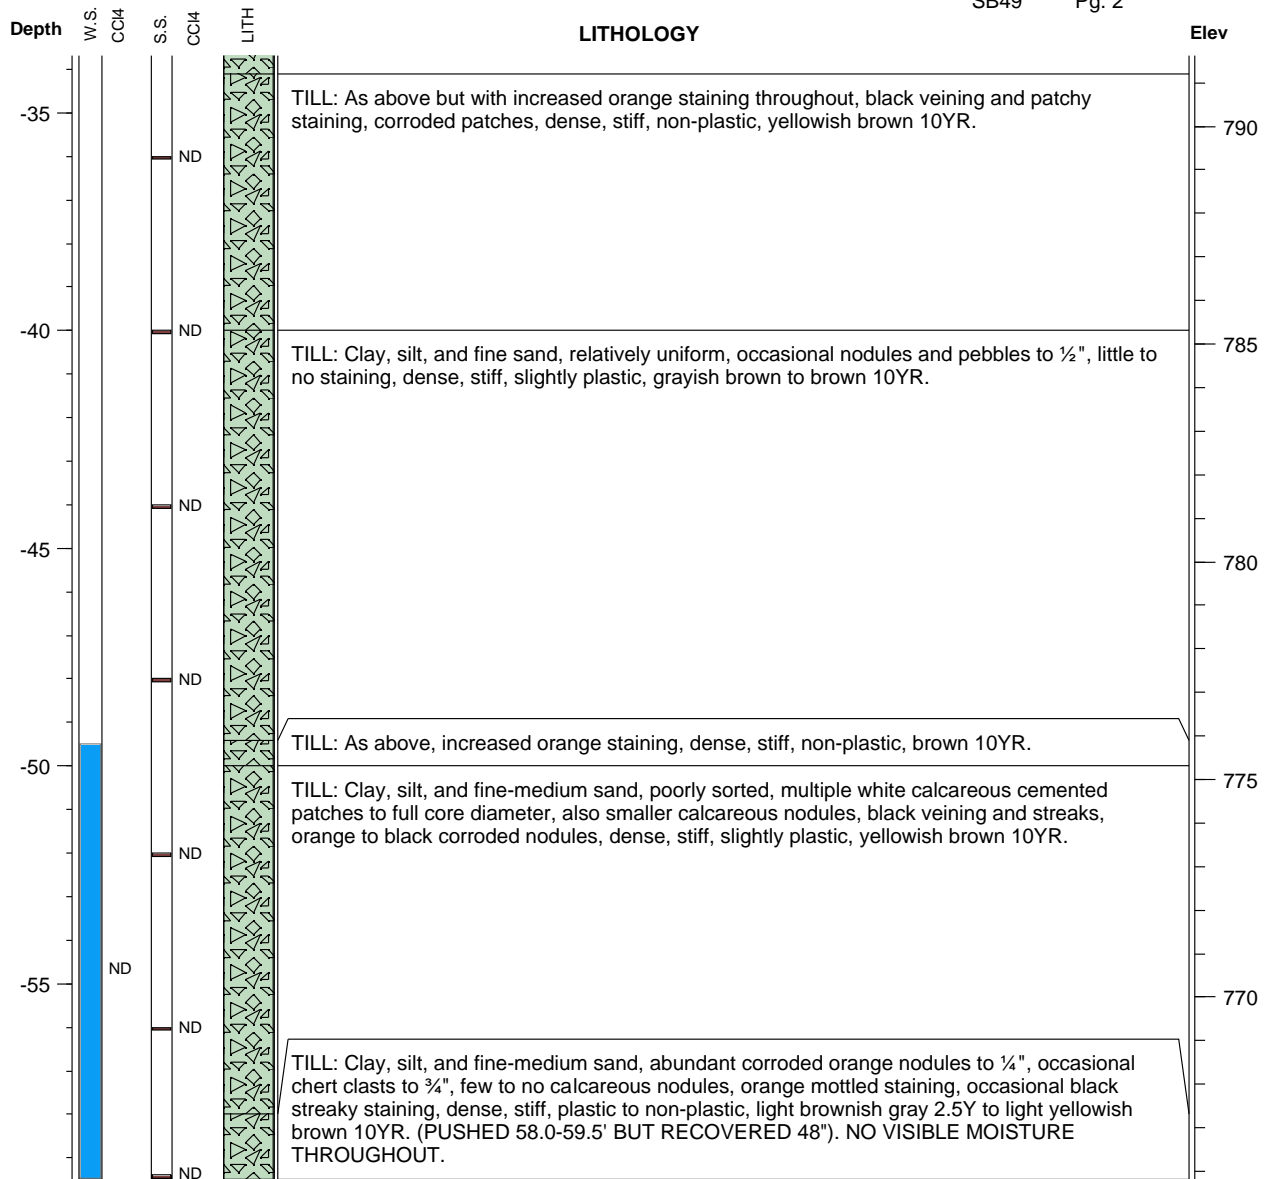 SB49 Pg. 2
Depth W.S. CCl4 S.S. CCl4 LITH LITHOLOGY Elev
TILL: As above but with increased orange staining throughout, black veining and patchy
staining, corroded patches, dense, stiff, non-plastic, yellowish brown 10YR.
-35
790
ND
-40
ND
785
TILL: Clay, silt, and fine sand, relatively uniform, occasional nodules and pebbles to ½", little to
no staining, dense, stiff, slightly plastic, grayish brown to brown 10YR.
ND
-45
780
ND
TILL: As above, increased orange staining, dense, stiff, non-plastic, brown 10YR.
-50
775
TILL: Clay, silt, and fine-medium sand, poorly sorted, multiple white calcareous cemented
patches to full core diameter, also smaller calcareous nodules, black veining and streaks,
orange to black corroded nodules, dense, stiff, slightly plastic, yellowish brown 10YR.
ND
ND
-55
770
ND
TILL: Clay, silt, and fine-medium sand, abundant corroded orange nodules to ¼", occasional
chert clasts to ¾", few to no calcareous nodules, orange mottled staining, occasional black
streaky staining, dense, stiff, plastic to non-plastic, light brownish gray 2.5Y to light yellowish
brown 10YR. (PUSHED 58.0-59.5' BUT RECOVERED 48"). NO VISIBLE MOISTURE
THROUGHOUT.
ND